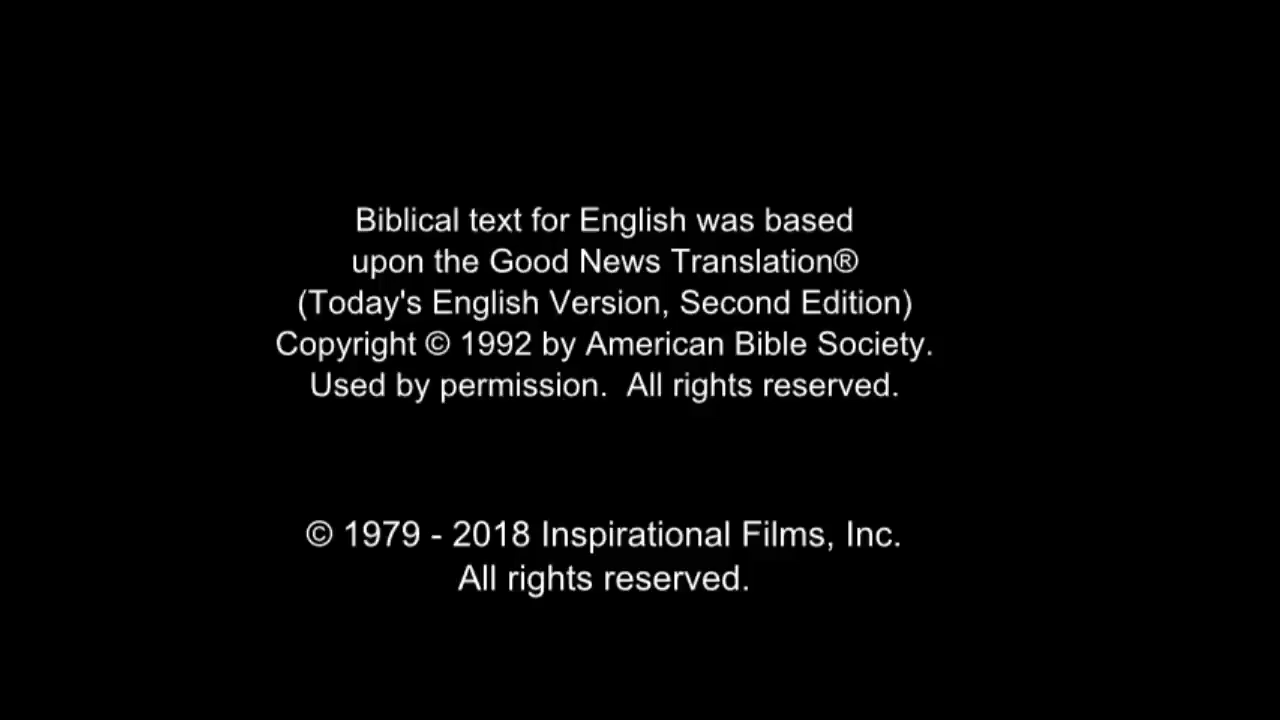 Biblical text for English was based
upon the Good News Translation®
(Today's English Version, Second Edition)
Copyright © 1992 by American Bible Society.
Used by permission.  All rights reserved.
© 1979 - 2018 Inspirational Films, Inc.
All rights reserved.